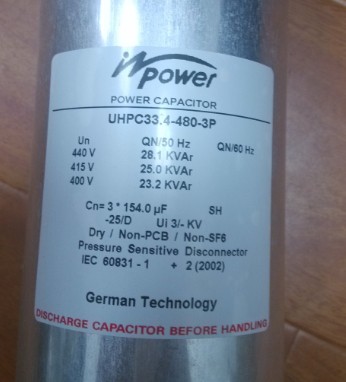 inpower
POWER CAPACITOR
UHPC33.4-480-3P
Un QN/50 Hz QN/60 Hz
440 V 28.1 KVAr
415 V 25.0 KVAr
400 V 23.2 KVAr
Cn= 3 * 154.0 µF SH
-25/D Ui 3/- KV
Dry / Non-PCB / Non-SF6
Pressure Sensitive Disconnector
IEC 60831 - 1 + 2 (2002)
German Technology
DISCHARGE CAPACITOR BEFORE HANDLING